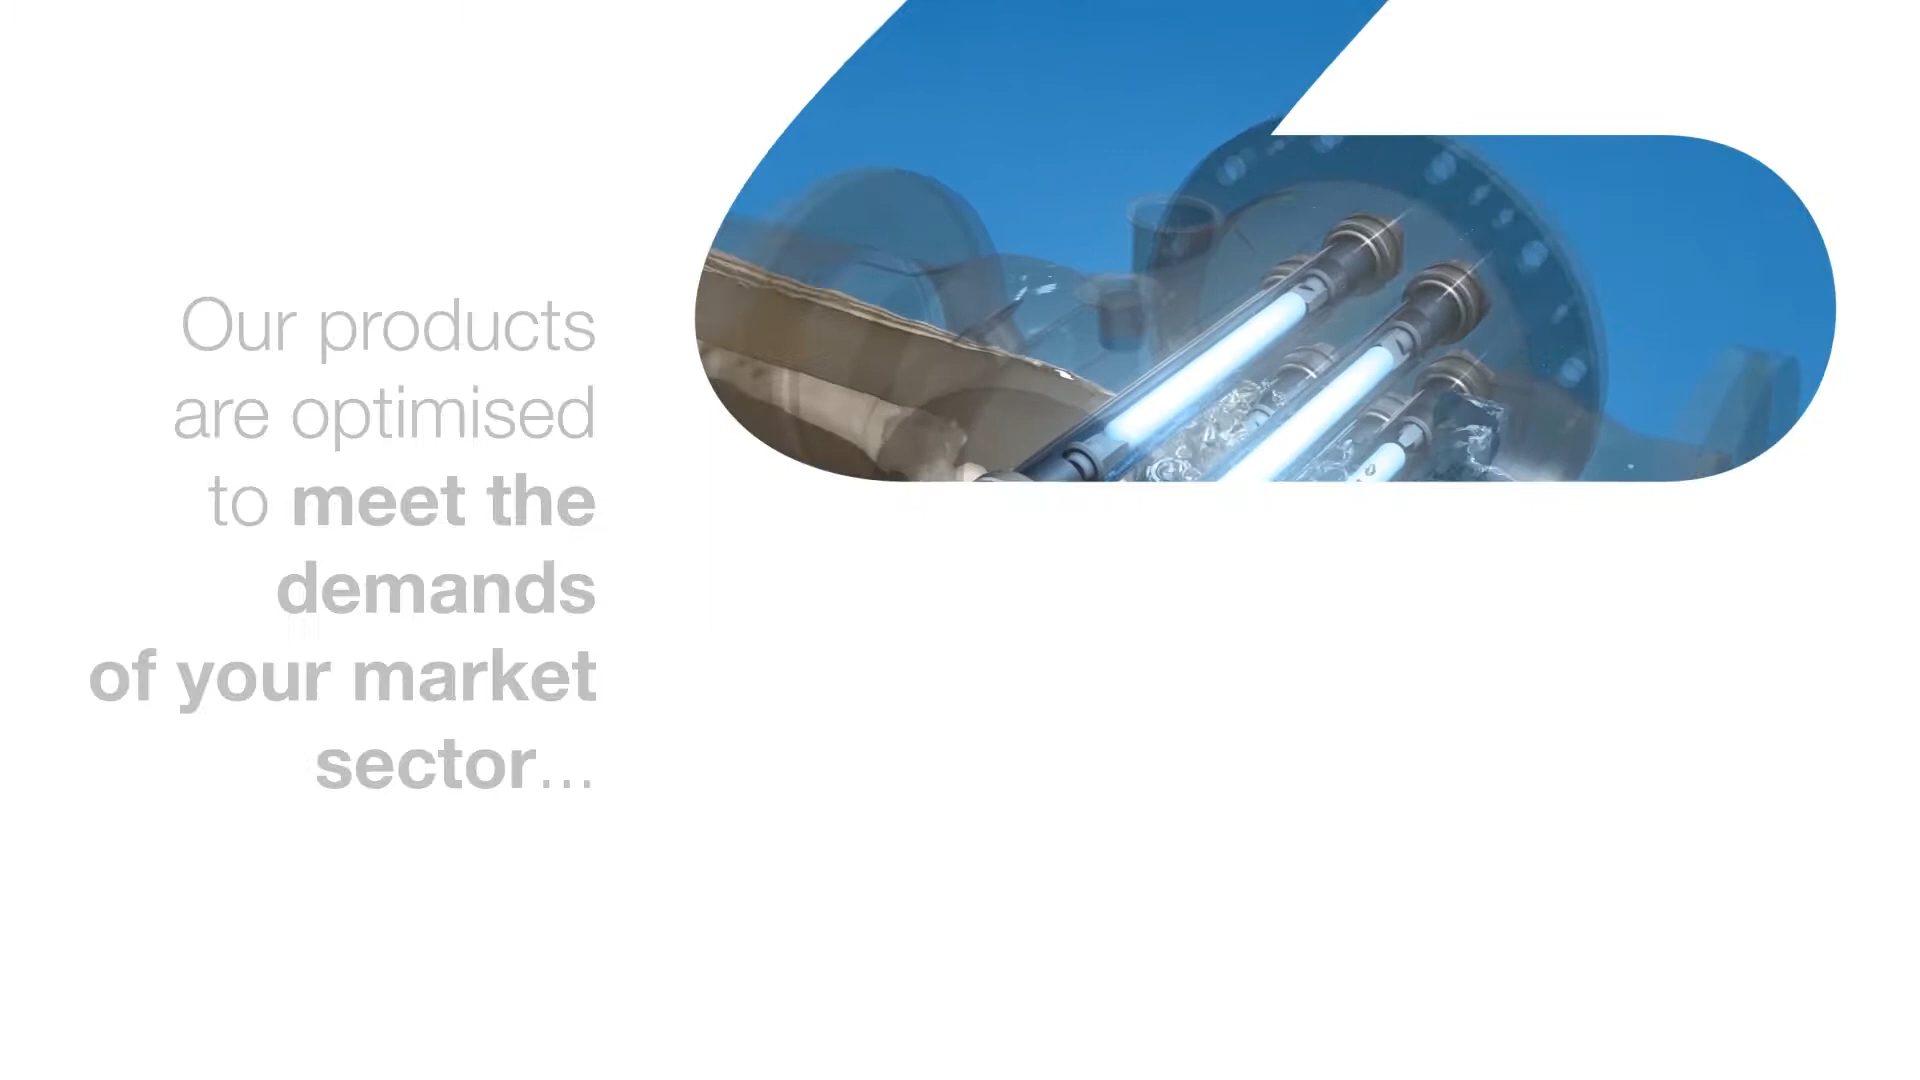 Our products
are optimised
to meet the
demands
of your market
sector...